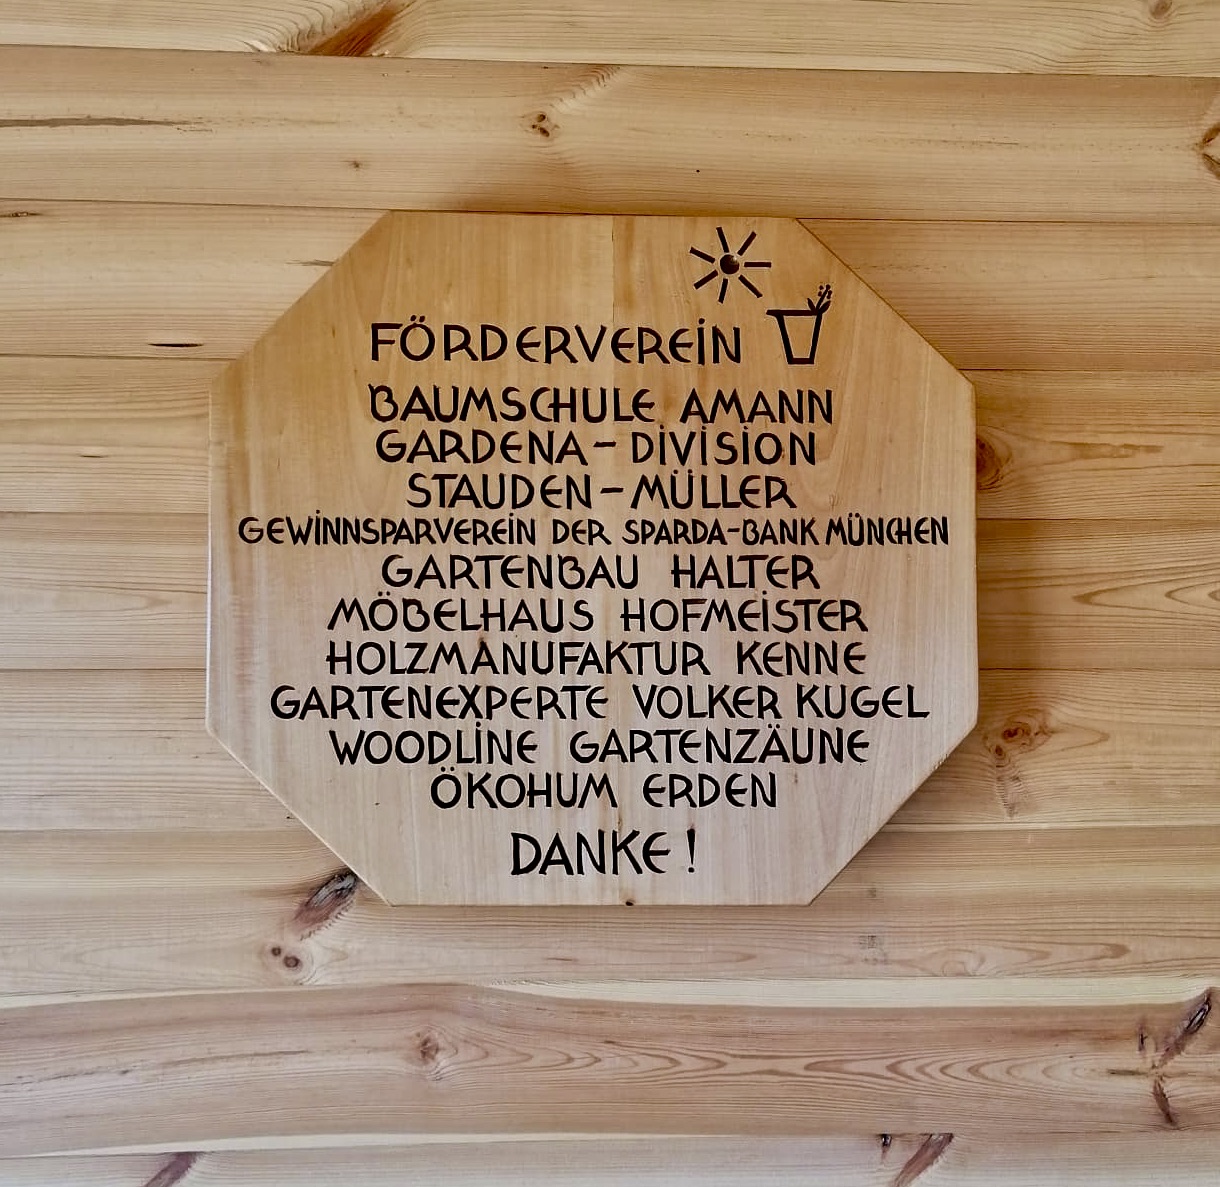 FÖRDERVEREIN
BAUMSCHULE AMANN
GARDENA-DIVISION
STAUDEN-MÜLLER
GEWINNSPARVEREIN DER SPARDA-BANK MÜNCHEN
GARTENBAU HALTER
MÖBELHAUS HOFMEISTER
HOLZMANUFAKTUR KENNE
GARTENEXPERTE VOLKER KUGEL
WOODLINE GARTENZÄUNE
ÖKOHUM ERDEN
DANKE!